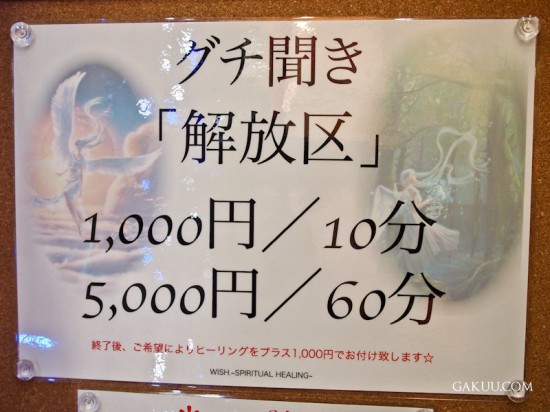 グチ聞き
「解放区」
1,000円／10分
5,000円／60分
終了後、ご希望によりヒーリングをプラス1,000円でお付け致します☆
WISH.~SPIRITUAL HEALING~
GAKUU.COM